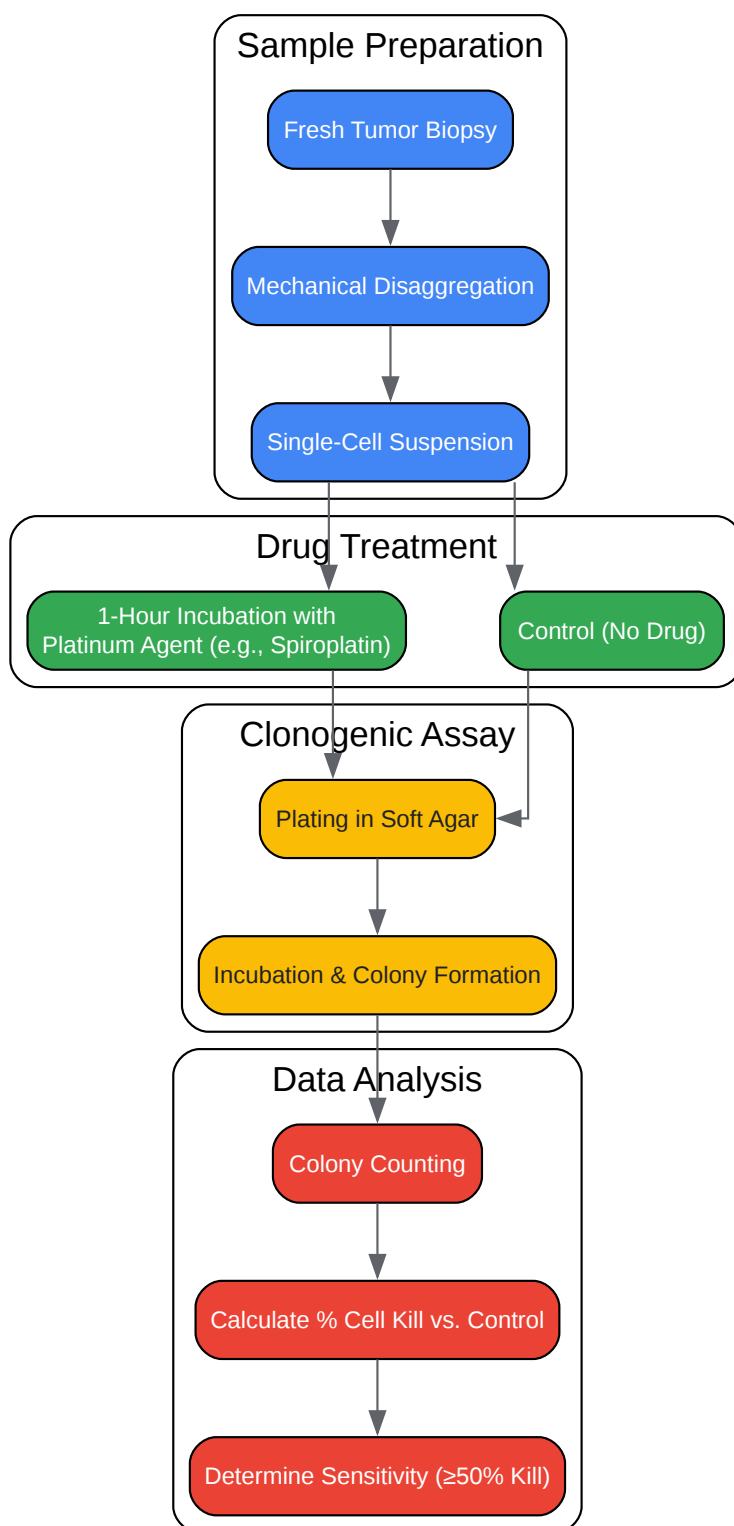 Sample Preparation
Fresh Tumor Biopsy
Mechanical Disaggregation
Single-Cell Suspension
Drug Treatment
1-Hour Incubation with
Platinum Agent (e.g., Spiroplatin)
Control (No Drug)
Clonogenic Assay
Plating in Soft Agar
Incubation & Colony Formation
Data Analysis
Colony Counting
Calculate % Cell Kill vs. Control
Determine Sensitivity (≥50% Kill)